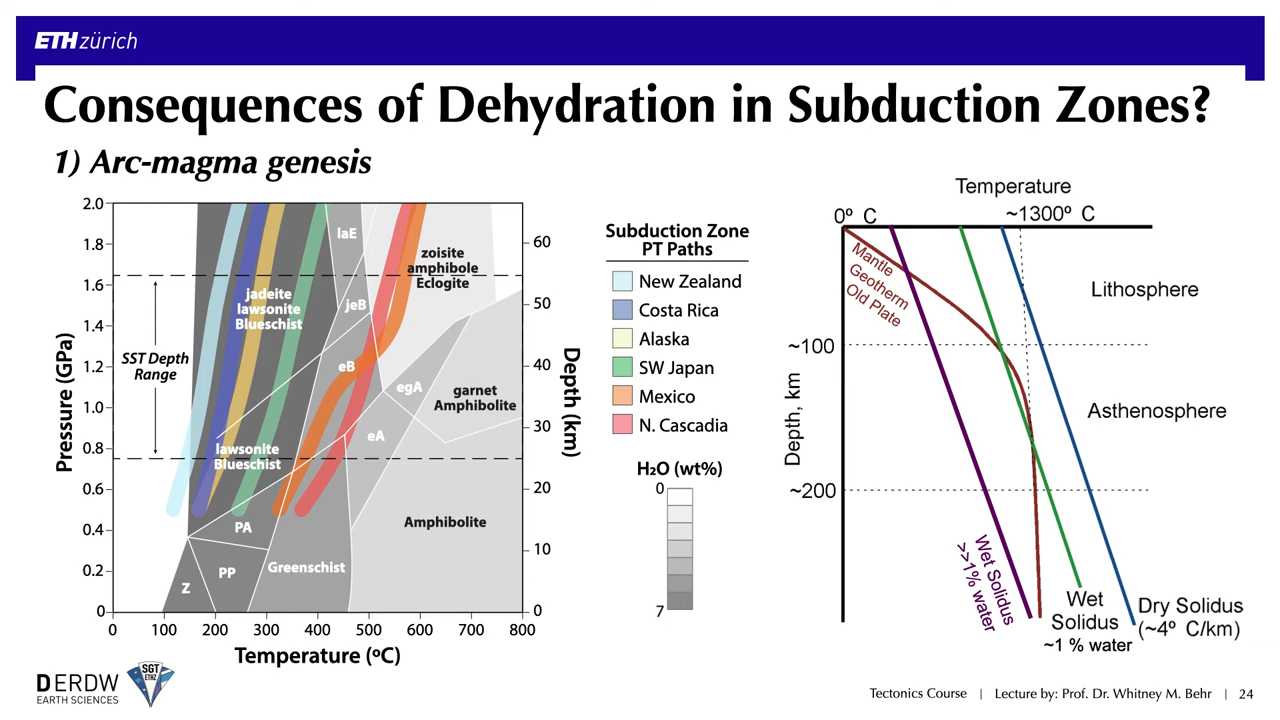 ETH zürich
Consequences of Dehydration in Subduction Zones?
1) Arc-magma genesis
Pressure (GPa)
2.0
1.8
1.6
1.4
1.2
1.0
0.8
0.6
0.4
0.2
0
0
100
200
300
400
500
600
700
800
Temperature (ºC)
60
50
40
30
20
10
0
Depth (km)
SST Depth
Range
jadeite
lawsonite
Blueschist
lawsonite
Blueschist
laE
jeB
eB
zoisite
amphibole
Eclogite
egA
garnet
Amphibolite
eA
Amphibolite
PA
PP
Z
Greenschist
Subduction Zone
PT Paths
New Zealand
Costa Rica
Alaska
SW Japan
Mexico
N. Cascadia
H₂O (wt%)
0
7
Temperature
0º C
~1300º C
Mantle
Geotherm
Old Plate
Lithosphere
~100
Asthenosphere
Depth, km
~200
Wet Solidus
>>1% water
Wet
Solidus
~1 % water
Dry Solidus
(~4º C/km)
DERDW
EARTH SCIENCES
SGT
ETHZ
Tectonics Course | Lecture by: Prof. Dr. Whitney M. Behr | 24